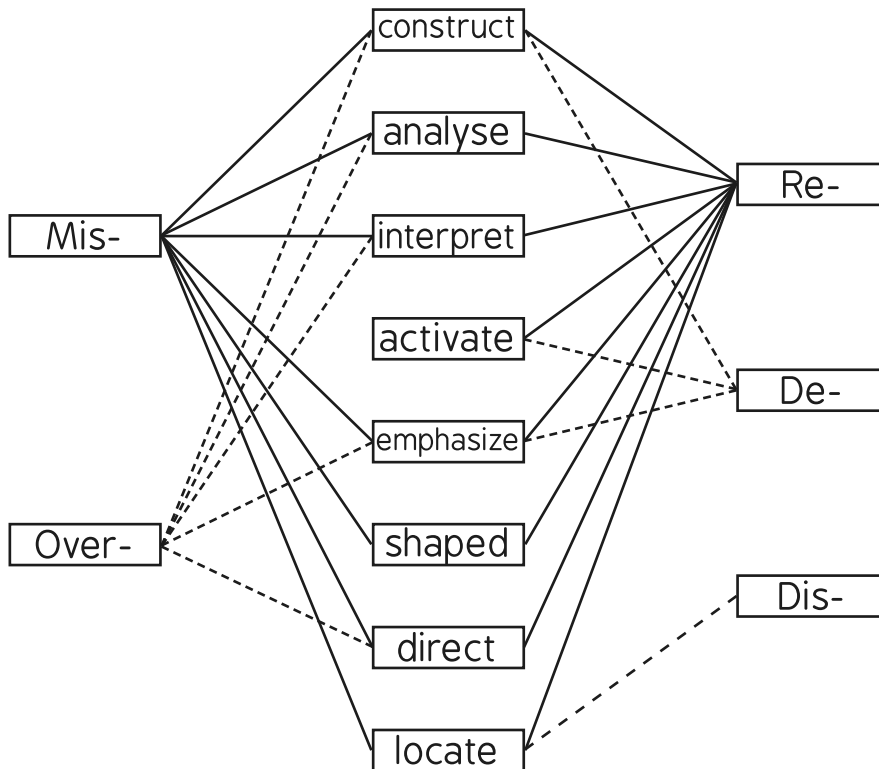 construct
analyse
Re-
Mis-
interpret
activate
De-
emphasize
Over-
shaped
Dis-
direct
locate